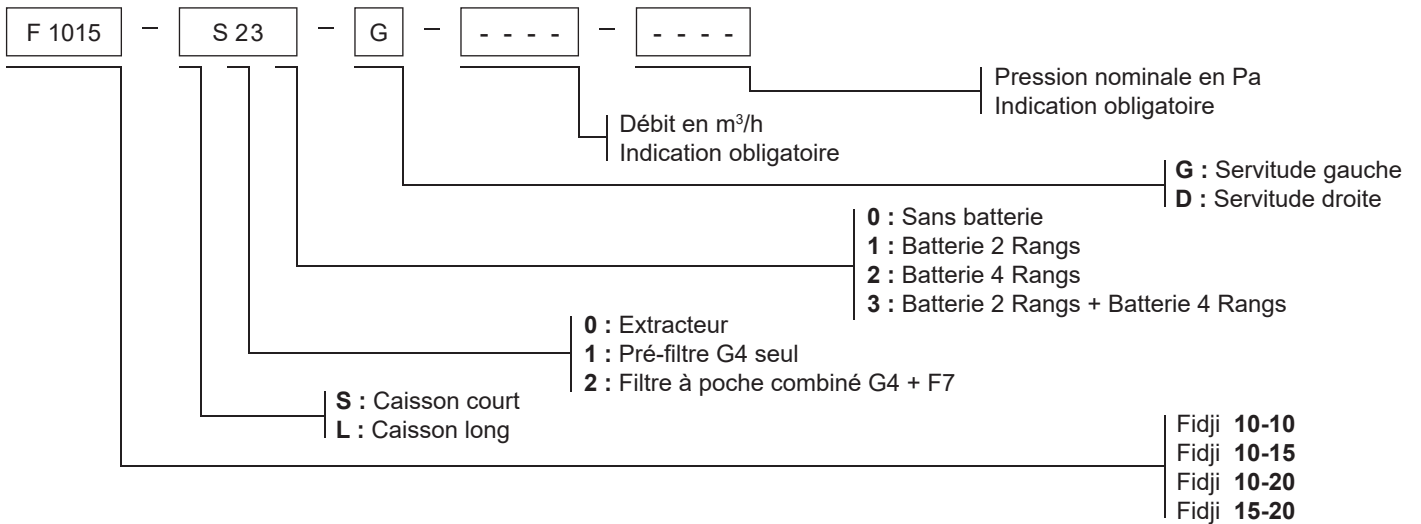 F 1015 – S 23 – G – - - - - – - - - -
Pression nominale en Pa
Indication obligatoire
Débit en m³/h
Indication obligatoire
G : Servitude gauche
D : Servitude droite
0 : Sans batterie
1 : Batterie 2 Rangs
2 : Batterie 4 Rangs
3 : Batterie 2 Rangs + Batterie 4 Rangs
0 : Extracteur
1 : Pré-filtre G4 seul
2 : Filtre à poche combiné G4 + F7
S : Caisson court
L : Caisson long
Fidji 10-10
Fidji 10-15
Fidji 10-20
Fidji 15-20